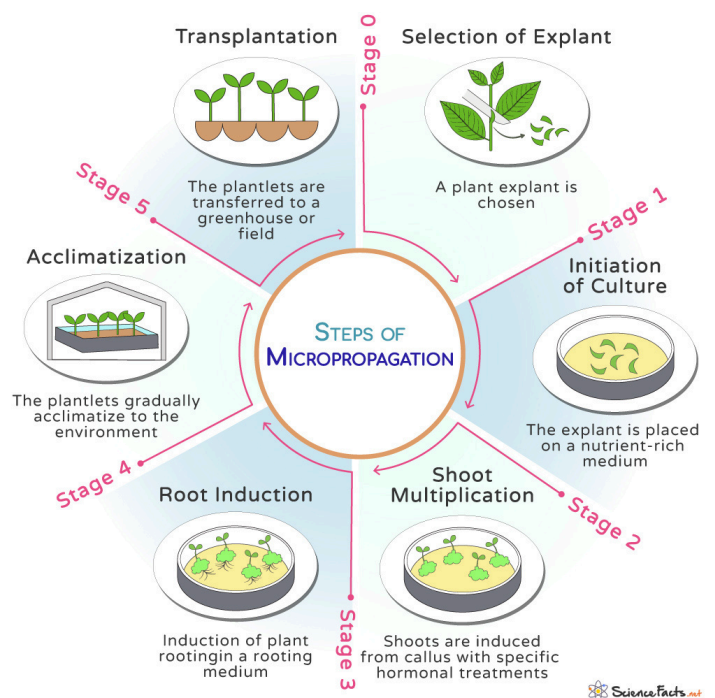 STEPS OF
MICROPROPAGATION
Stage 0
Selection of Explant
A plant explant is
chosen
Stage 1
Initiation
of Culture
The explant is placed
on a nutrient-rich
medium
Stage 2
Shoot
Multiplication
Shoots are induced
from callus with specific
hormonal treatments
Stage 3
Root Induction
Induction of plant
rootingin a rooting
medium
Stage 4
Acclimatization
The plantlets gradually
acclimatize to the
environment
Stage 5
Transplantation
The plantlets are
transferred to a
greenhouse or
field
ScienceFacts.net